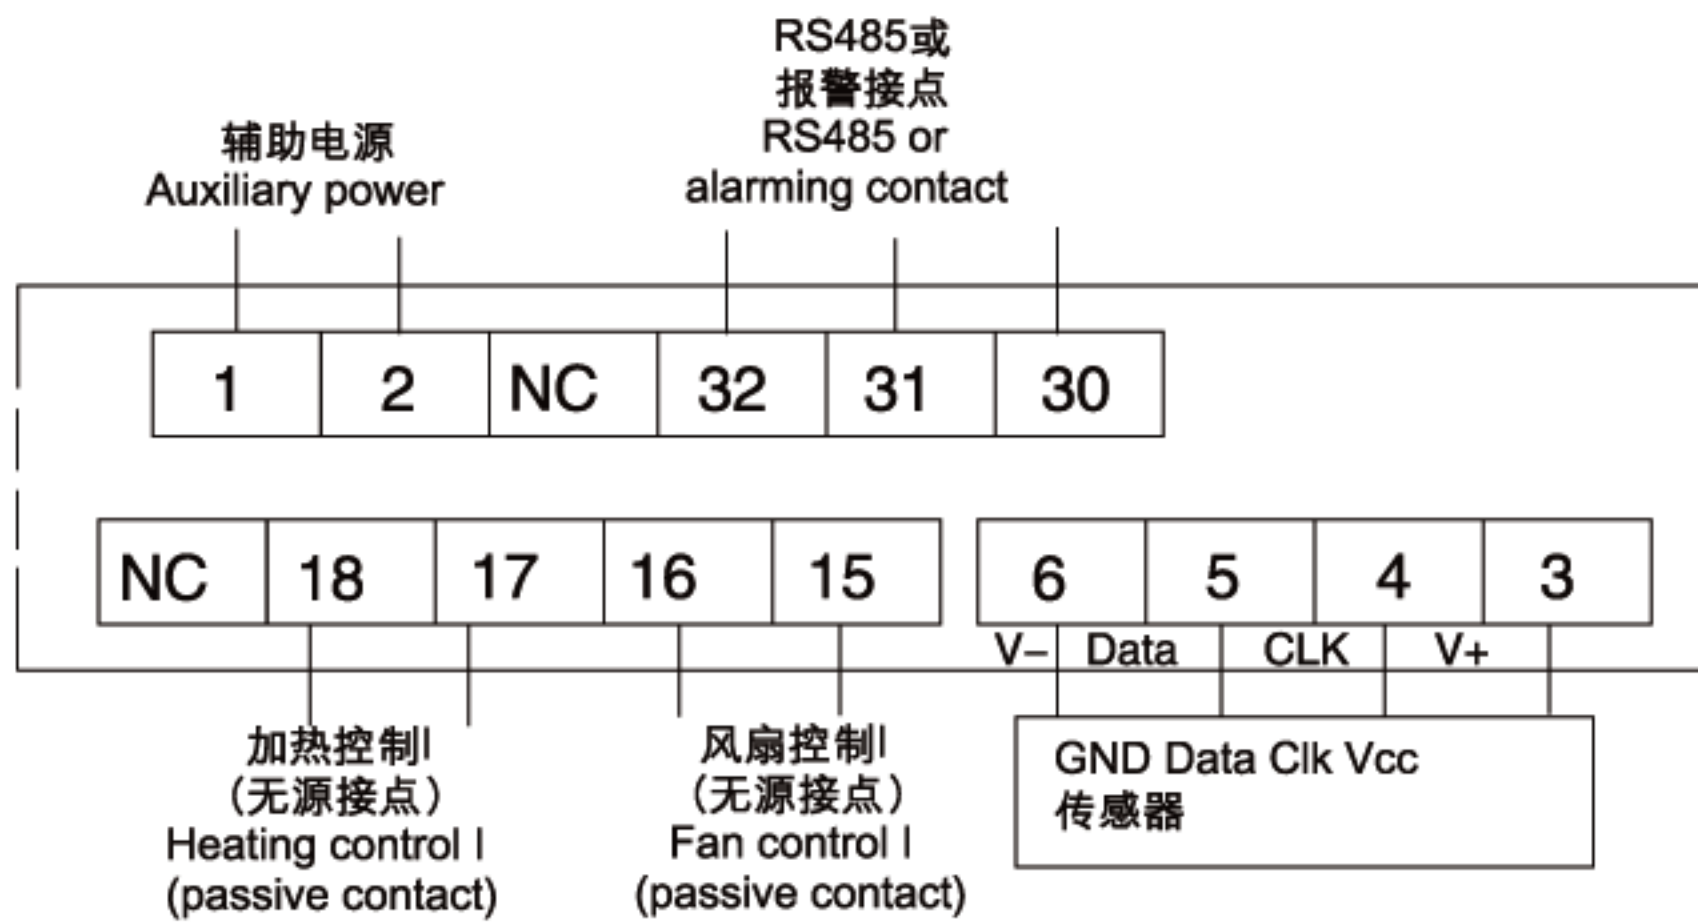 辅助电源
Auxiliary power
RS485或
报警接点
RS485 or
alarming contact
1 2 NC 32 31 30
NC 18 17 16 15 6 5 4 3
V– Data CLK V+
加热控制I
（无源接点）
Heating control I
(passive contact)
风扇控制I
（无源接点）
Fan control I
(passive contact)
GND Data Clk Vcc
传感器